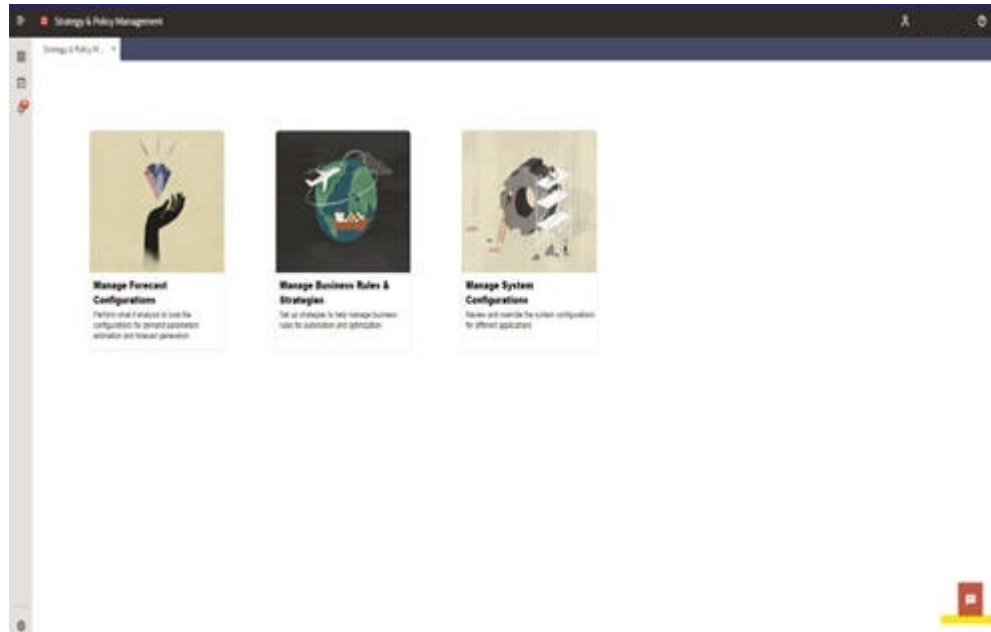 Strategy & Policy Management
Strategy & Policy M...
Manage Forecast
Configurations
Perform what if analysis to tune the
configurations for demand parameters
estimation and forecast generation
Manage Business Rules &
Strategies
Set up strategies to help manage business
rules for automation and optimization
Manage System
Configurations
Review and override the system configurations
for different applications